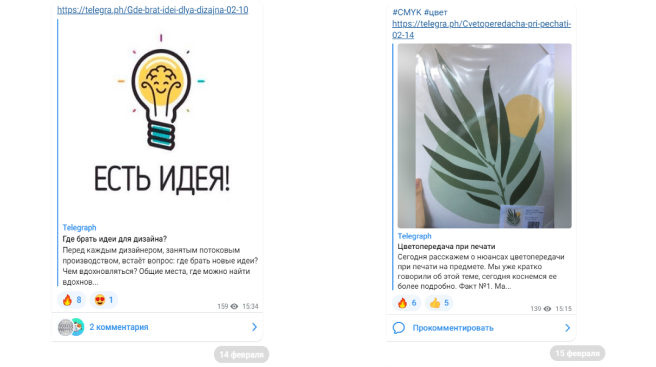 https://telegra.ph/Gde-brat-idei-dlya-dizajna-02-10
ЕСТЬ ИДЕЯ!
Telegraph
Где брать идеи для дизайна?
Перед каждым дизайнером, занятым потоковым
производством, встаёт вопрос: где брать новые идеи?
Чем вдохновляться? Общие места, где можно найти
вдохнов...
8
1
159 15:34
2 комментария
14 февраля
#CMYK #цвет
https://telegra.ph/Cvetoperedacha-pri-pechati-
02-14
Telegraph
Цветопередача при печати
Сегодня расскажем о нюансах цветопередачи
при печати на предмете. Мы уже кратко
говорили об этой теме, сегодня коснемся ее
более подробно. Факт №1. Ма...
6
5
139 15:15
Прокомментировать
15 февраля